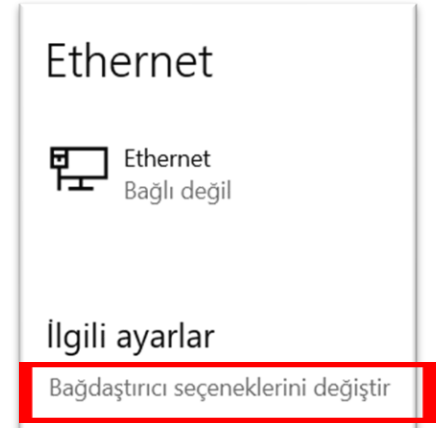 Ethernet
Ethernet
Bağlı değil
İlgili ayarlar
Bağdaştırıcı seçeneklerini değiştir